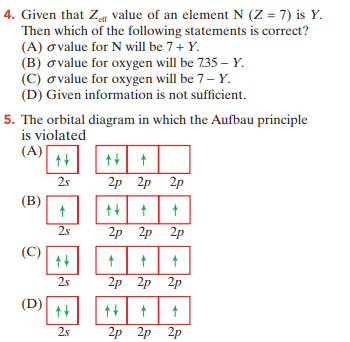 4. Given that Zeff value of an element N (Z = 7) is Y.
Then which of the following statements is correct?
(A) σ value for N will be 7 + Y.
(B) σ value for oxygen will be 7.35 – Y.
(C) σ value for oxygen will be 7 – Y.
(D) Given information is not sufficient.
5. The orbital diagram in which the Aufbau principle
is violated
(A)
2s 2p 2p 2p
(B)
2s 2p 2p 2p
(C)
2s 2p 2p 2p
(D)
2s 2p 2p 2p